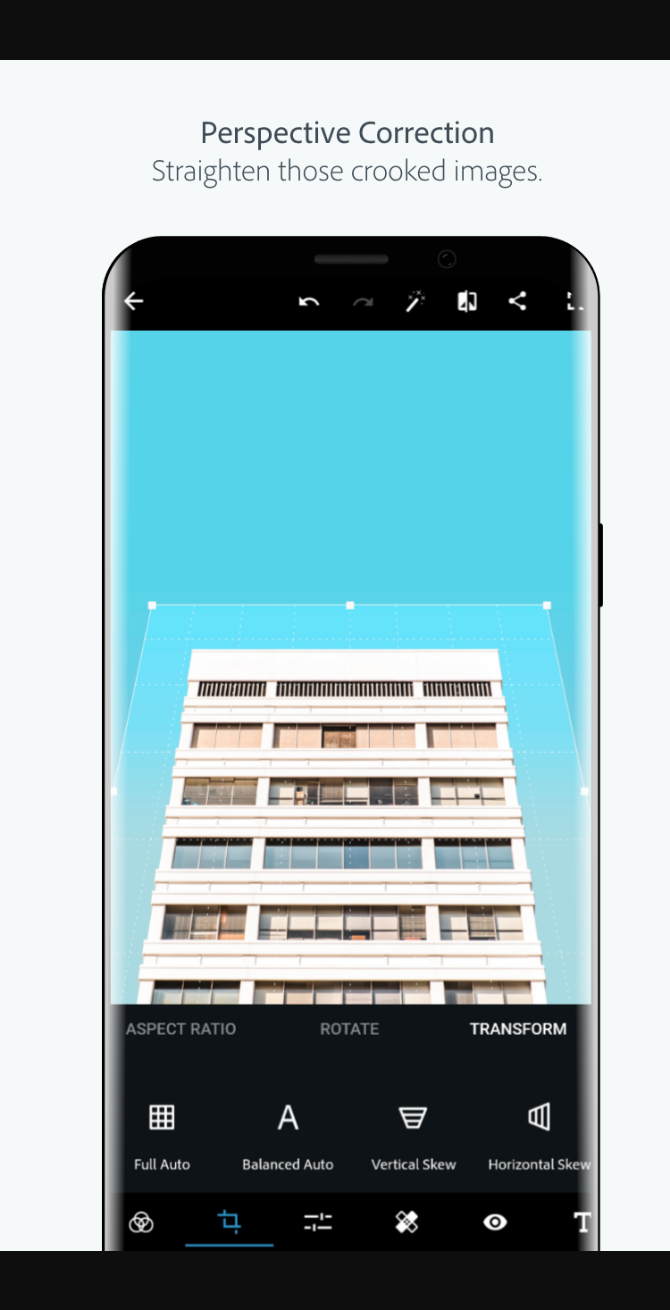 Perspective Correction
Straighten those crooked images.
ASPECT RATIO ROTATE TRANSFORM
A
Full Auto Balanced Auto Vertical Skew Horizontal Skew
T